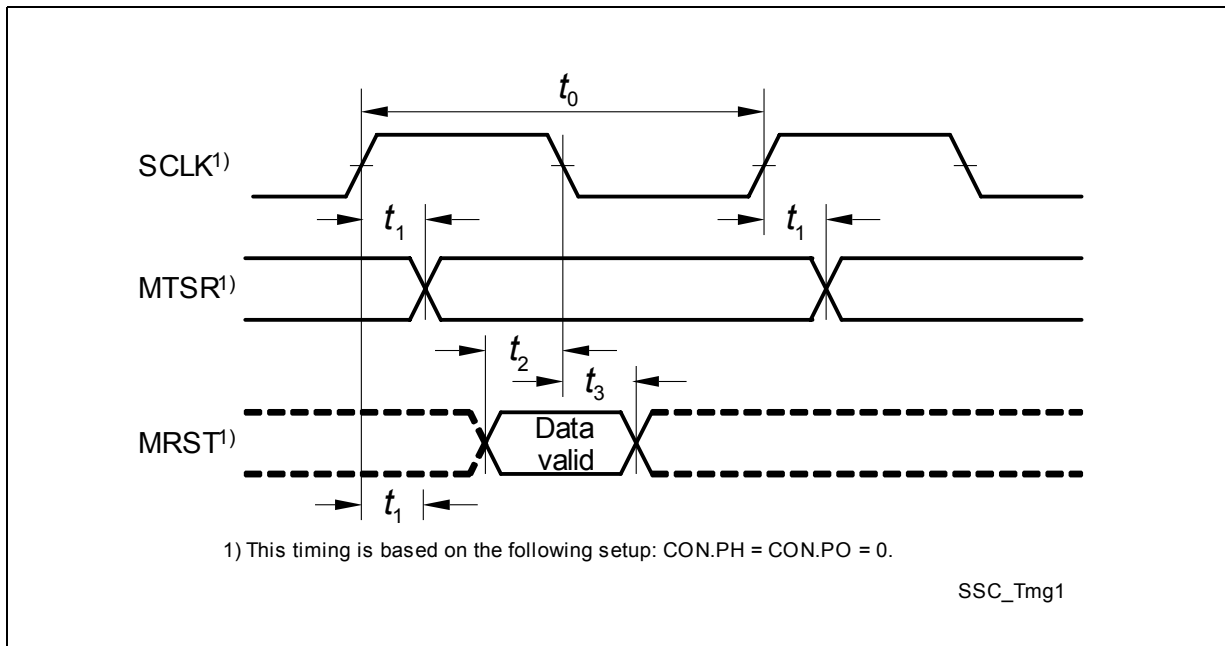 t₀
SCLK¹⁾
t₁
t₁
MTSR¹⁾
t₂
t₃
MRST¹⁾
Data
valid
t₁
1) This timing is based on the following setup: CON.PH = CON.PO = 0.
SSC_Tmg1